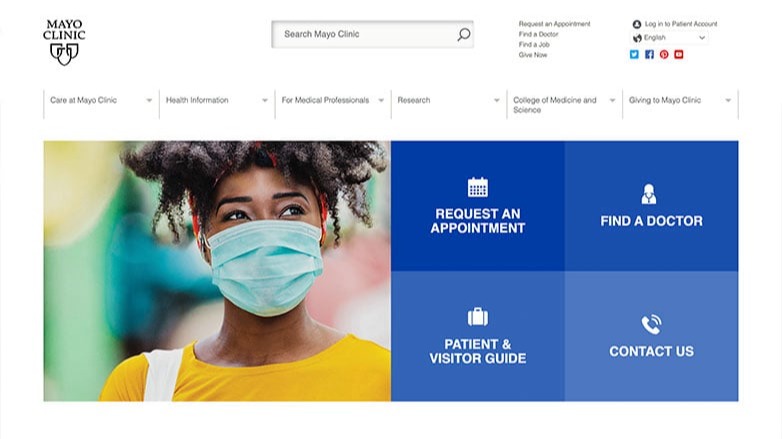 MAYO
CLINIC
Search Mayo Clinic
Request an Appointment
Find a Doctor
Find a Job
Give Now
Log in to Patient Account
English
Care at Mayo Clinic
Health Information
For Medical Professionals
Research
College of Medicine and
Science
Giving to Mayo Clinic
REQUEST AN
APPOINTMENT
FIND A DOCTOR
PATIENT &
VISITOR GUIDE
CONTACT US